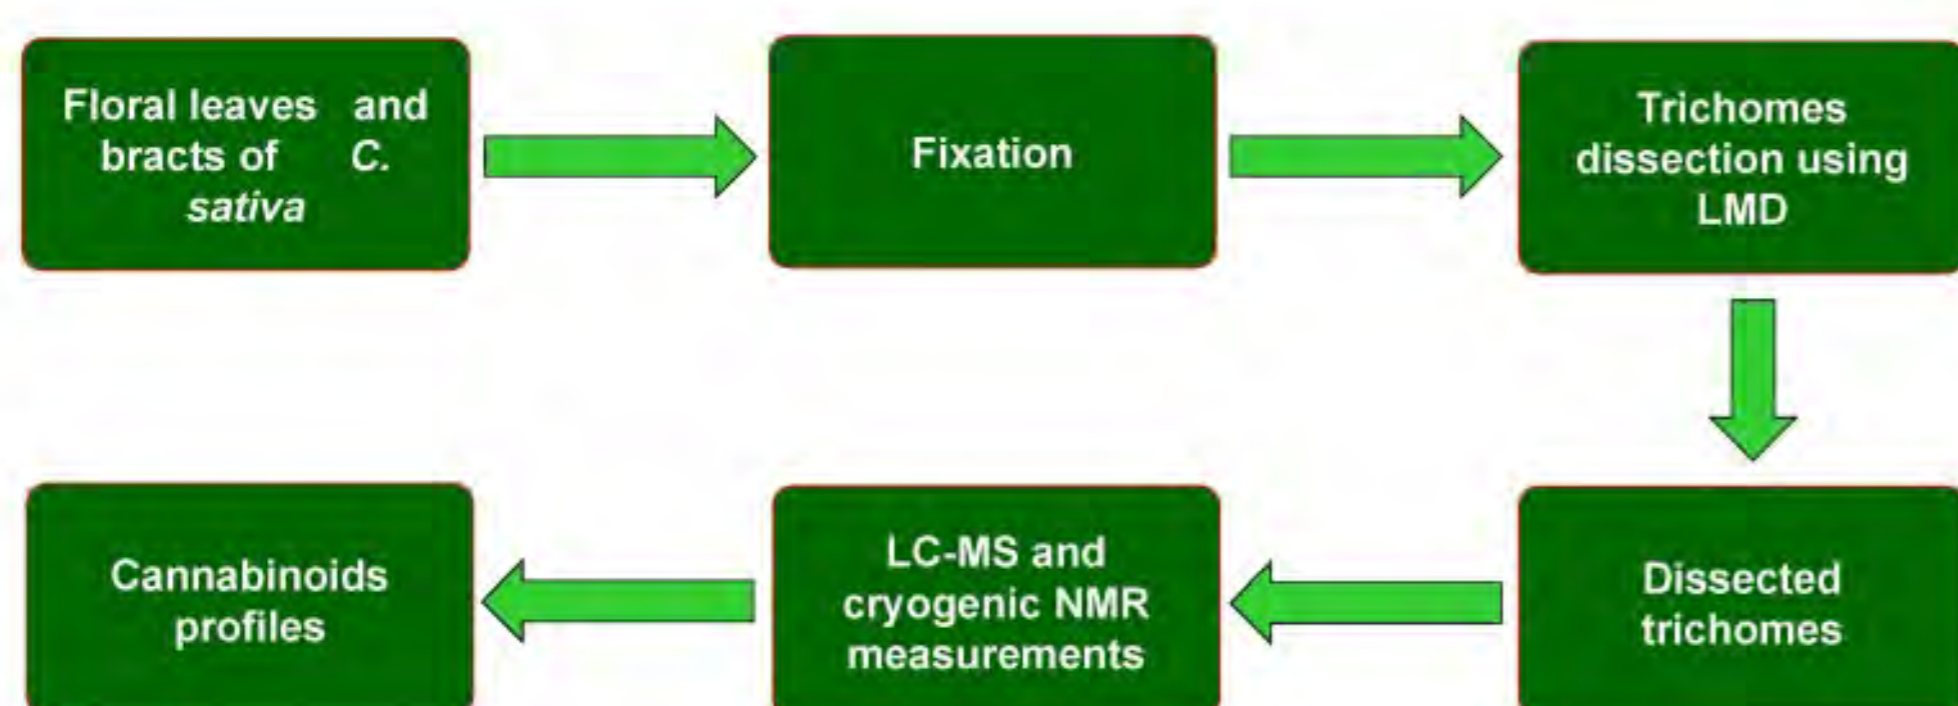 Floral leaves and
bracts of C.
sativa
Fixation
Trichomes
dissection using
LMD
Dissected
trichomes
LC-MS and
cryogenic NMR
measurements
Cannabinoids
profiles